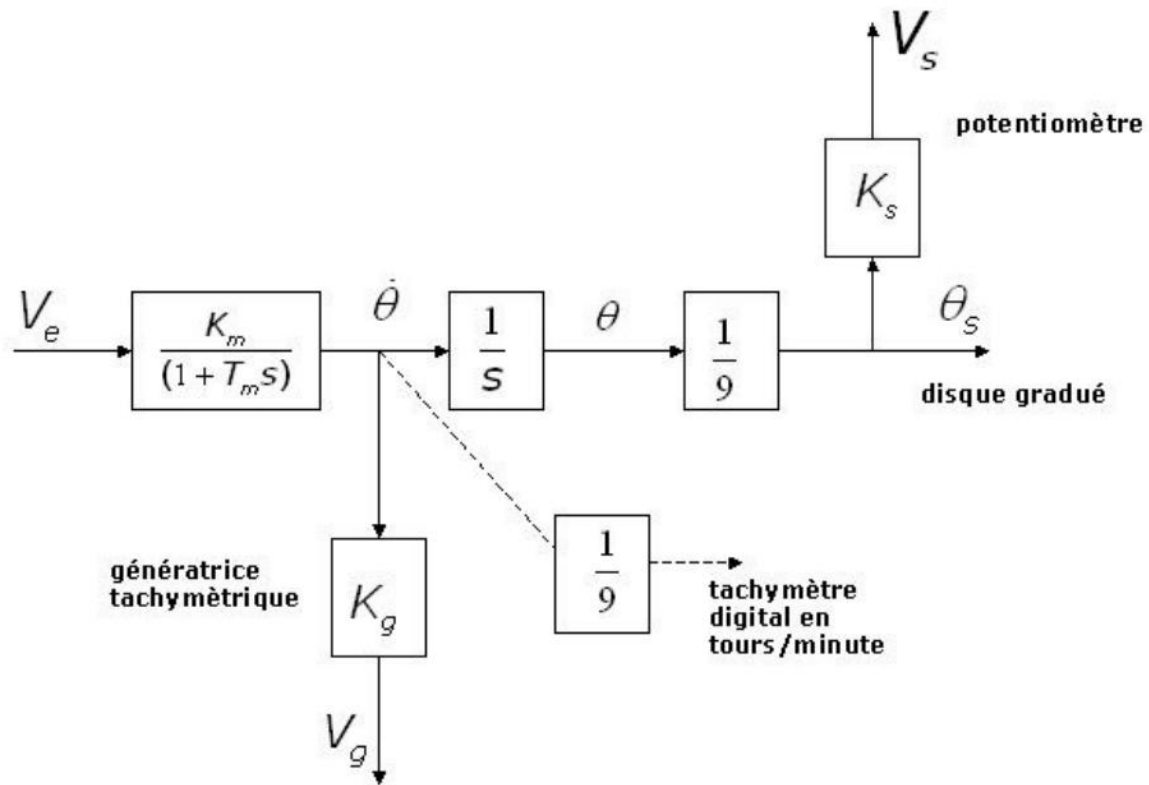 V_s
potentiomètre
K_s
V_e
K_m
(1 + T_m s)
θ̇
1
s
θ
1
9
θ_s
disque gradué
génératrice
tachymètrique
K_g
1
9
tachymètre
digital en
tours/minute
V_g